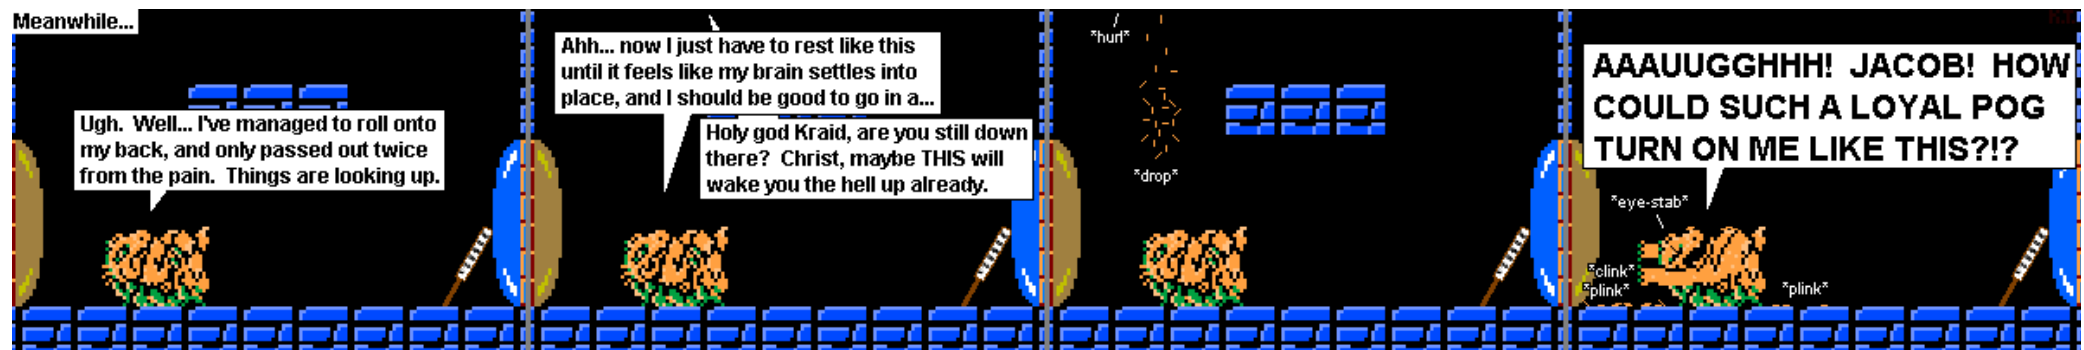 Meanwhile...
Ugh.  Well... I've managed to roll onto
my back, and only passed out twice
from the pain.  Things are looking up.
Ahh... now I just have to rest like this
until it feels like my brain settles into
place, and I should be good to go in a...
Holy god Kraid, are you still down
there?  Christ, maybe THIS will
wake you the hell up already.
*hurl*
*drop*
AAAUUGGHHH!  JACOB!  HOW
COULD SUCH A LOYAL POG
TURN ON ME LIKE THIS?!?
*eye-stab*
*clink*
*plink*
*plink*